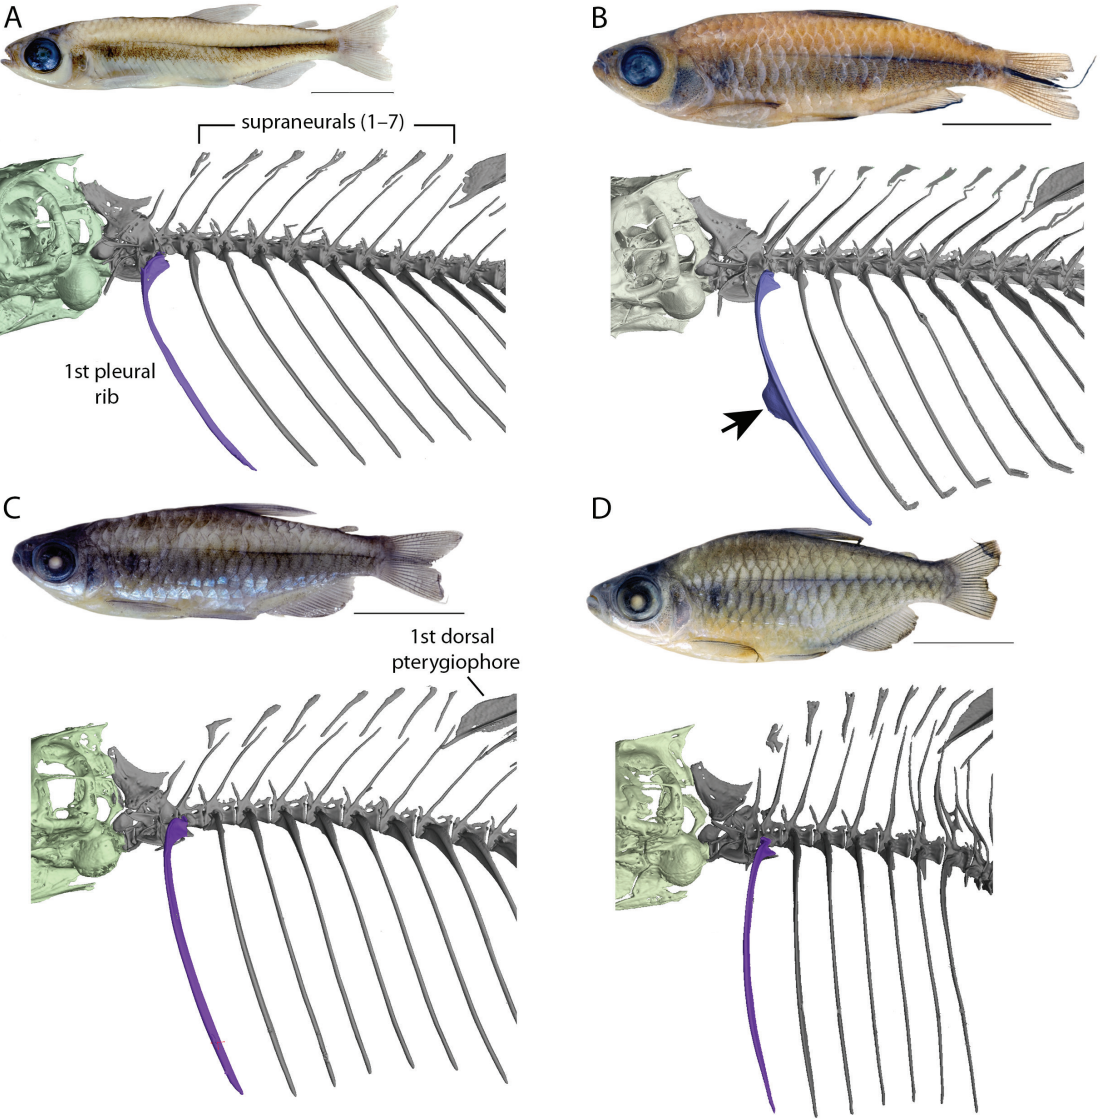 A
B
supraneurals (1–7)
1st pleural
rib
C
D
1st dorsal
pterygiophore